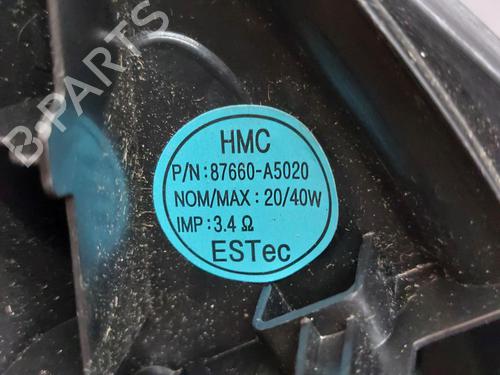 B-PARTS
HMC
P/N:87660-A5020
NOM/MAX : 20/40W
IMP:3.4 Ω
ESTec